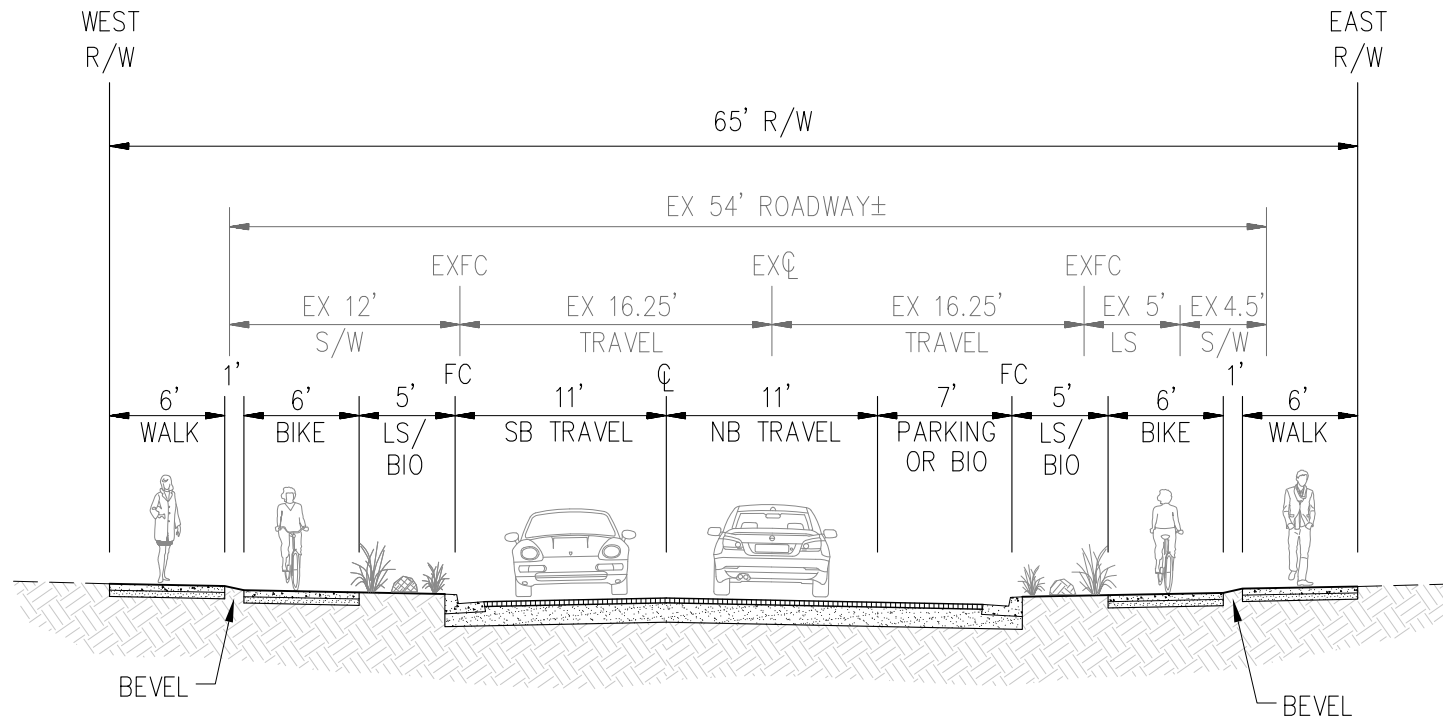 WEST
R/W
EAST
R/W
65' R/W
EX 54' ROADWAY±
EXFC
EX℄
EXFC
EX 12'
S/W
EX 16.25'
TRAVEL
EX 16.25'
TRAVEL
EX 5'
LS
EX 4.5'
S/W
1'
FC
℄
FC
1'
6'
WALK
6'
BIKE
5'
LS/
BIO
11'
SB TRAVEL
11'
NB TRAVEL
7'
PARKING
OR BIO
5'
LS/
BIO
6'
BIKE
6'
WALK
BEVEL
BEVEL